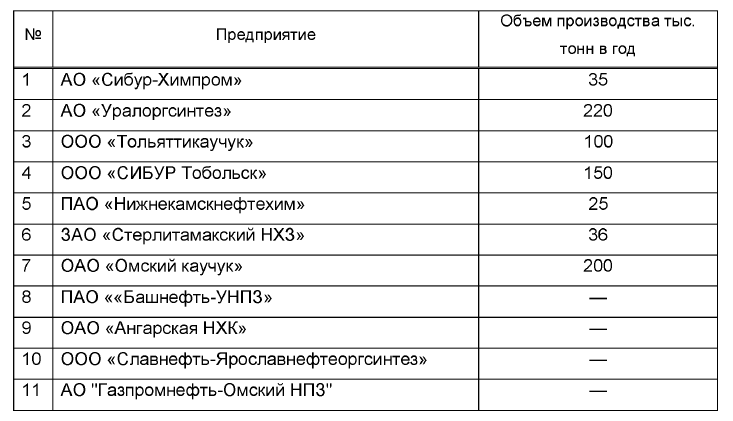 № Предприятие Объем производства тыс.
тонн в год
1 АО «Сибур-Химпром» 35
2 АО «Уралоргсинтез» 220
3 ООО «Тольяттикаучук» 100
4 ООО «СИБУР Тобольск» 150
5 ПАО «Нижнекамскнефтехим» 25
6 ЗАО «Стерлитамакский НХЗ» 36
7 ОАО «Омский каучук» 200
8 ПАО ««Башнефть-УНПЗ» —
9 ОАО «Ангарская НХК» —
10 ООО «Славнефть-Ярославнефтеоргсинтез» —
11 АО "Газпромнефть-Омский НПЗ" —